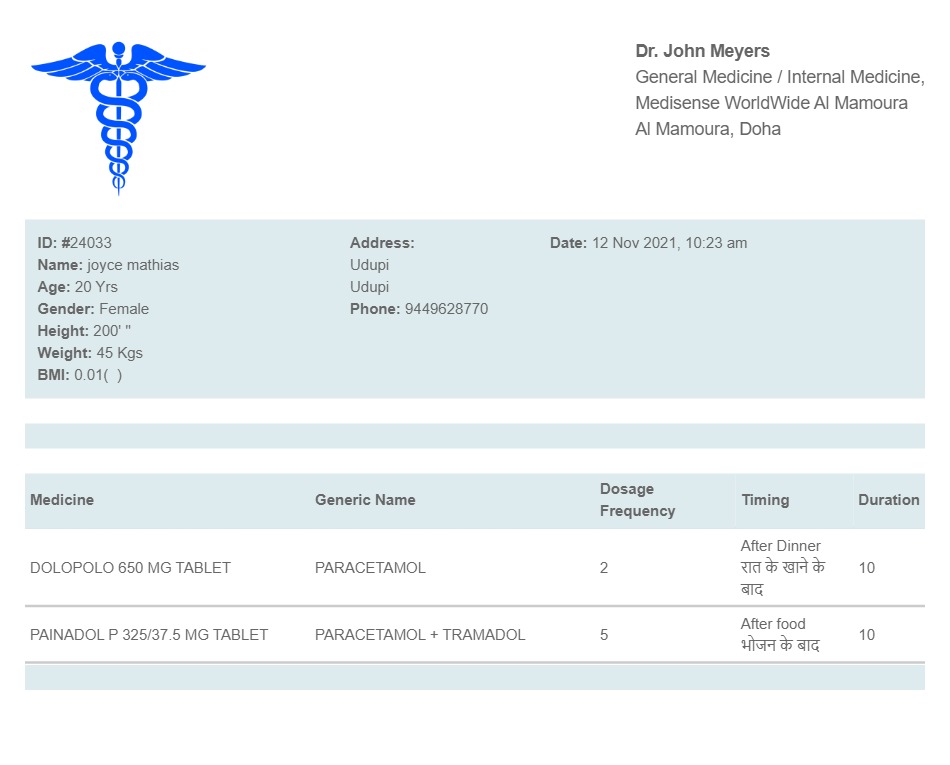 Dr. John Meyers
General Medicine / Internal Medicine,
Medisense WorldWide Al Mamoura
Al Mamoura, Doha
ID: #24033
Name: joyce mathias
Age: 20 Yrs
Gender: Female
Height: 200' "
Weight: 45 Kgs
BMI: 0.01( )
Address:
Udupi
Udupi
Phone: 9449628770
Date: 12 Nov 2021, 10:23 am
Medicine Generic Name Dosage Frequency Timing Duration
DOLOPOLO 650 MG TABLET PARACETAMOL 2 After Dinner रात के खाने के बाद 10
PAINADOL P 325/37.5 MG TABLET PARACETAMOL + TRAMADOL 5 After food भोजन के बाद 10